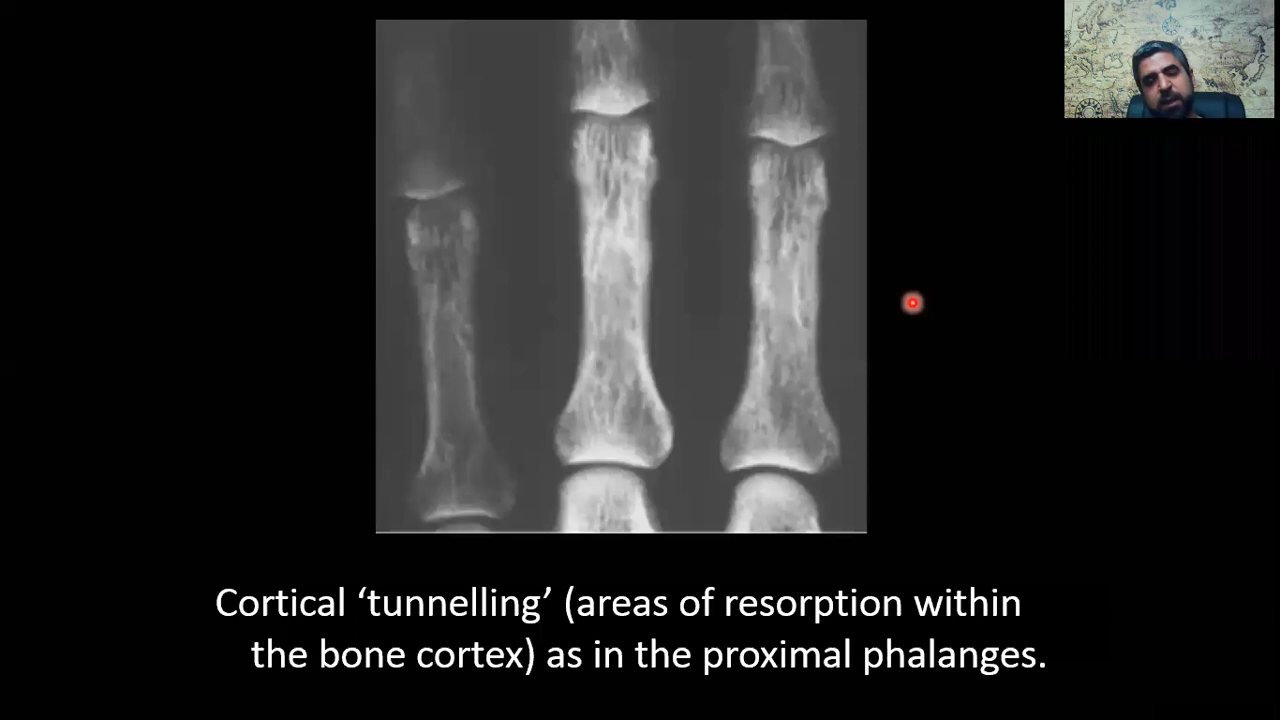 Cortical ‘tunnelling’ (areas of resorption within
the bone cortex) as in the proximal phalanges.